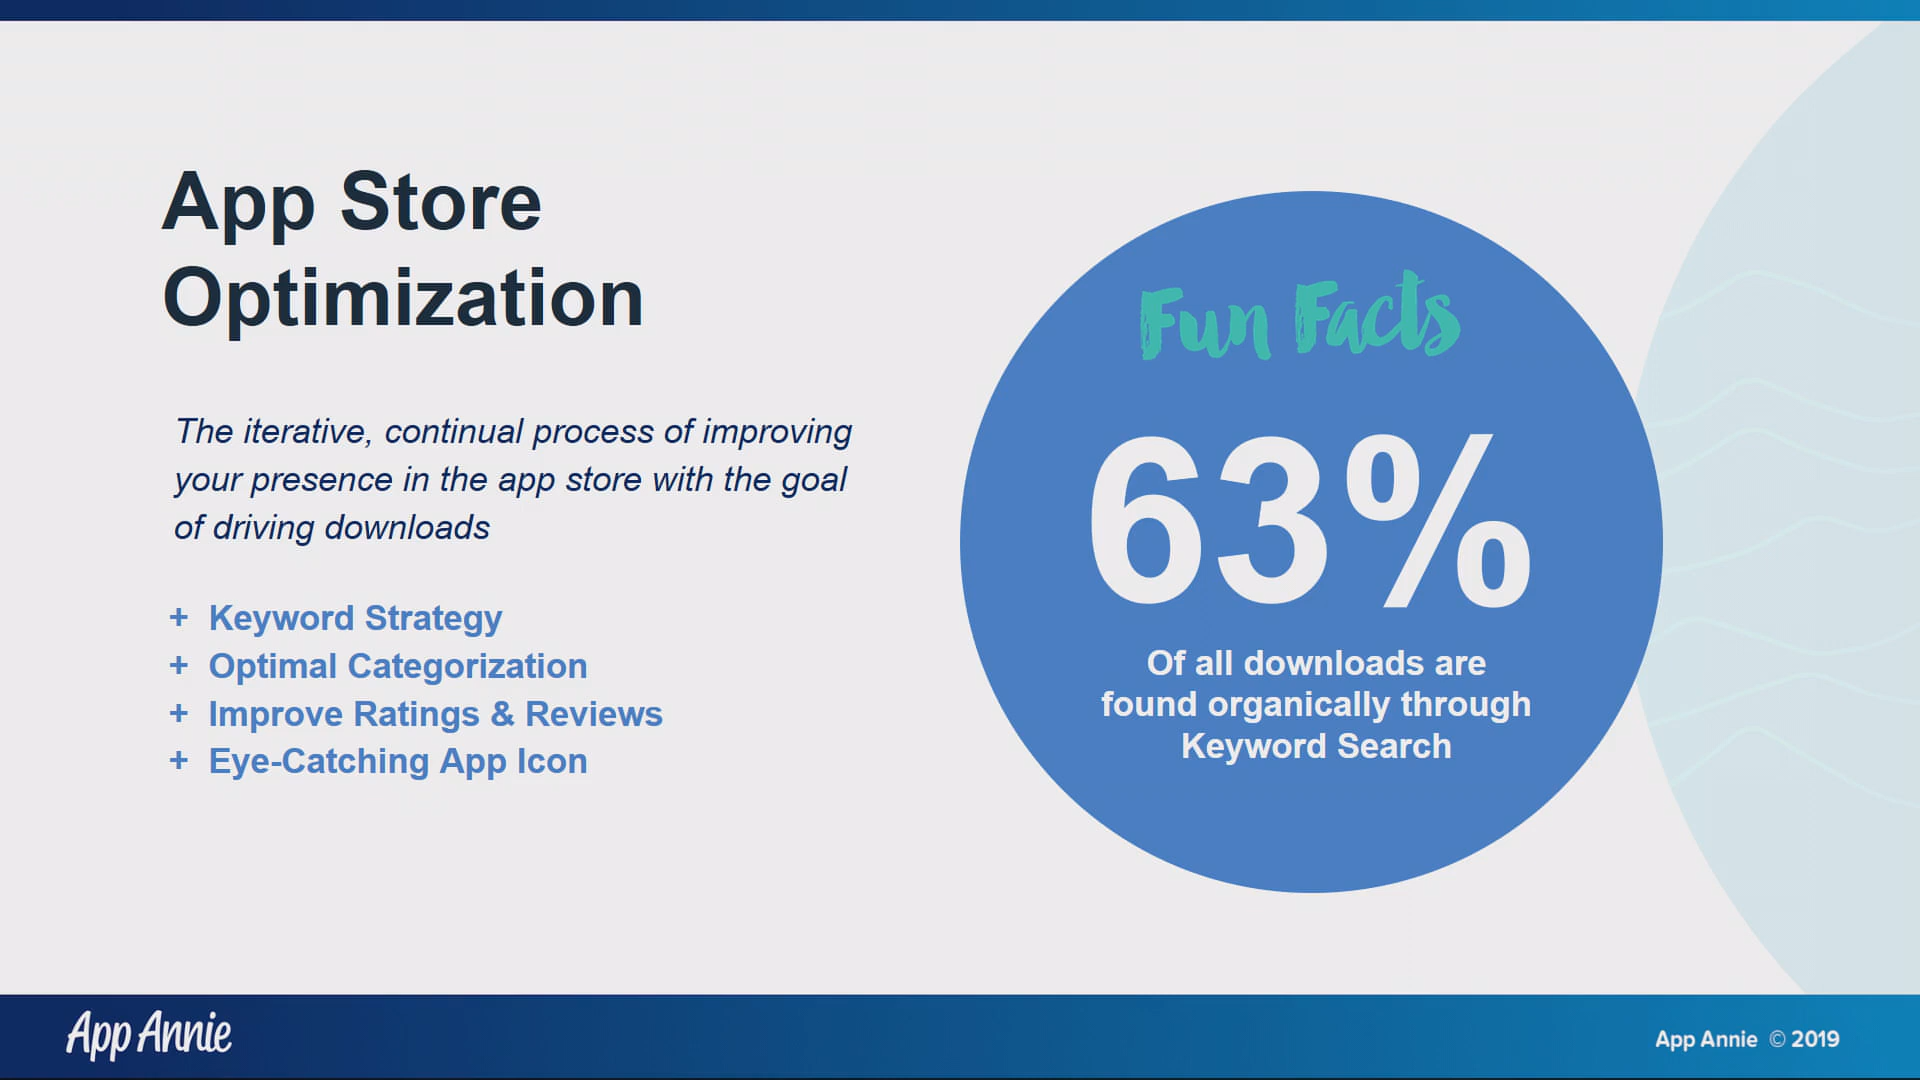 App Store
Optimization
The iterative, continual process of improving
your presence in the app store with the goal
of driving downloads
+ Keyword Strategy
+ Optimal Categorization
+ Improve Ratings & Reviews
+ Eye-Catching App Icon
Fun Facts
63%
Of all downloads are
found organically through
Keyword Search
App Annie
App Annie © 2019